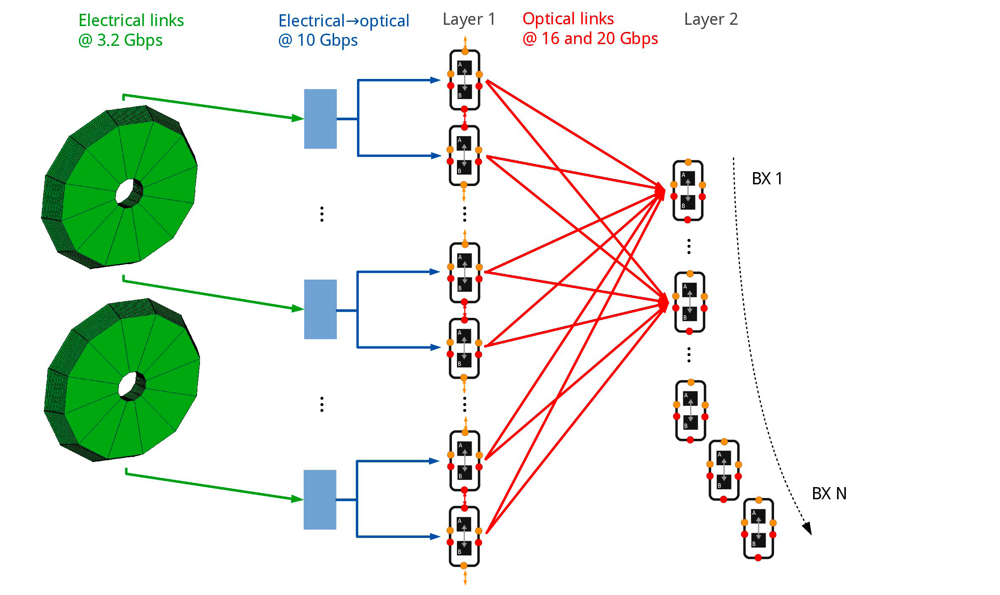 Electrical links
@ 3.2 Gbps
Electrical→optical
@ 10 Gbps
Layer 1
Optical links
@ 16 and 20 Gbps
Layer 2
A
B
A
B
A
B
A
B
A
B
A
B
A
B
BX 1
A
B
A
B
A
B
A
B
BX N